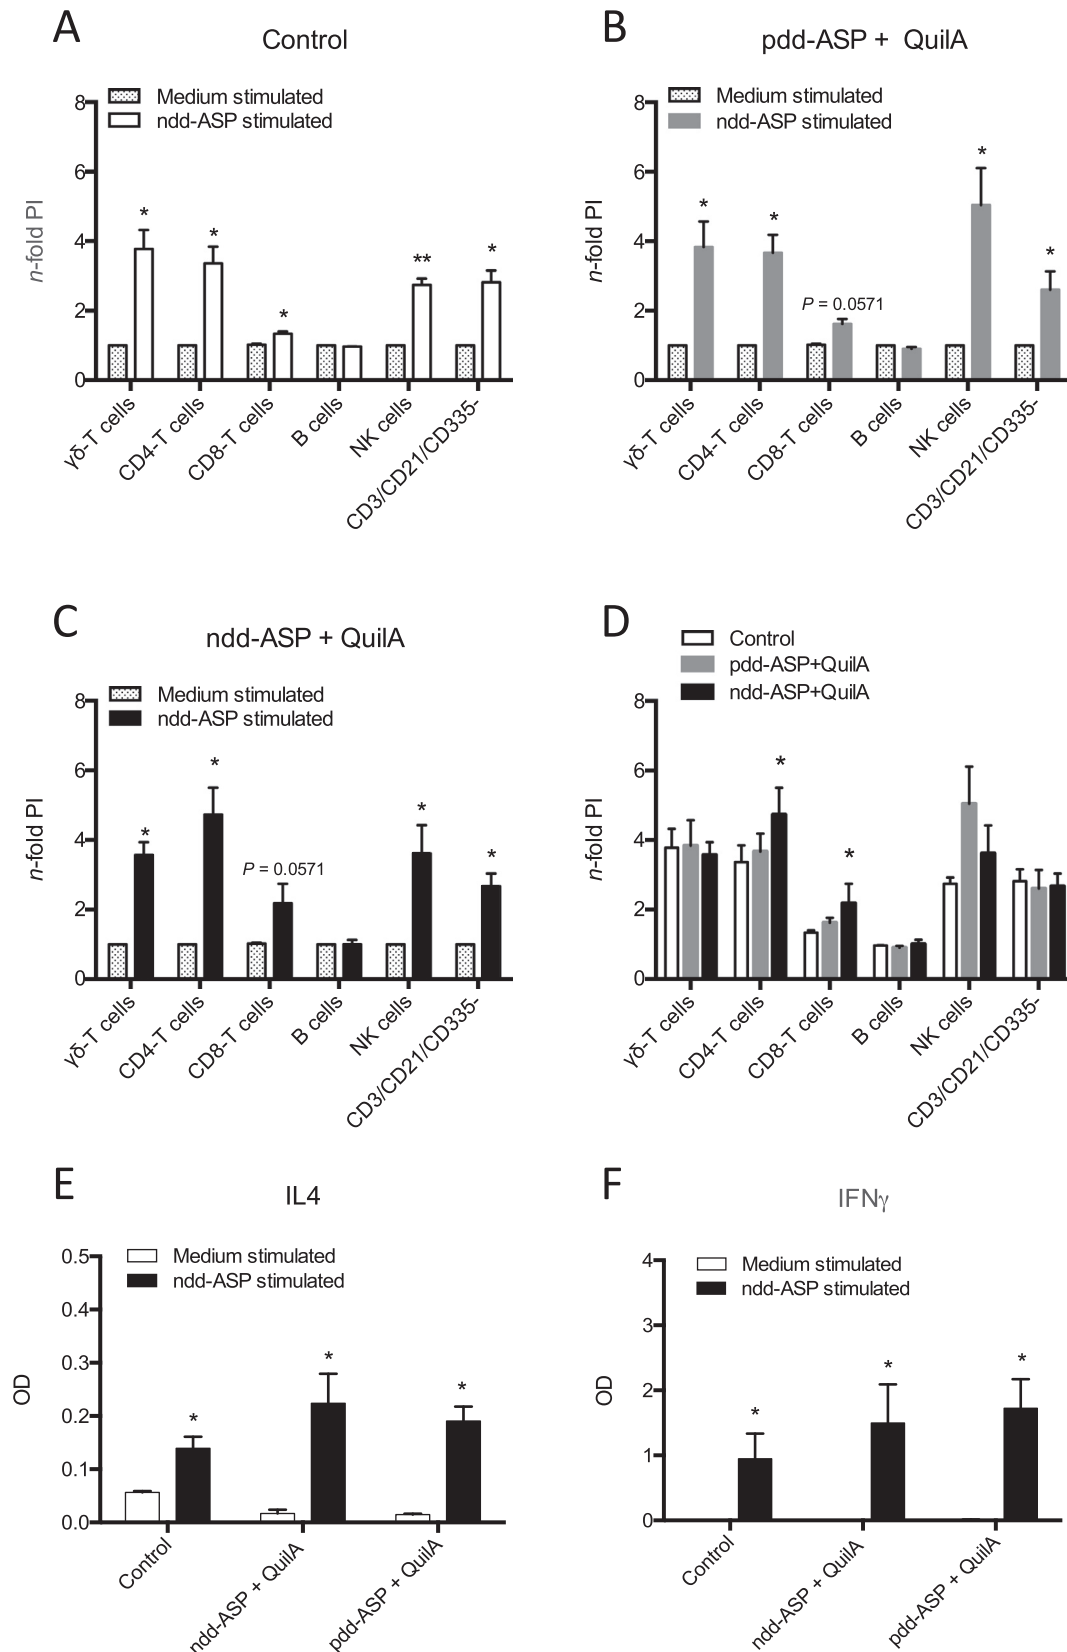 A
Control
Medium stimulated
ndd-ASP stimulated
8
6
4
2
0
n-fold PI
*
*
*
**
*
γδ-T cells
CD4-T cells
CD8-T cells
B cells
NK cells
CD3/CD21/CD335-
B
pdd-ASP + QuilA
Medium stimulated
ndd-ASP stimulated
8
6
4
2
0
n-fold PI
*
*
P = 0.0571
*
*
γδ-T cells
CD4-T cells
CD8-T cells
B cells
NK cells
CD3/CD21/CD335-
C
ndd-ASP + QuilA
Medium stimulated
ndd-ASP stimulated
8
6
4
2
0
n-fold PI
*
*
P = 0.0571
*
*
γδ-T cells
CD4-T cells
CD8-T cells
B cells
NK cells
CD3/CD21/CD335-
D
Control
pdd-ASP+QuilA
ndd-ASP+QuilA
8
6
4
2
0
n-fold PI
*
*
γδ-T cells
CD4-T cells
CD8-T cells
B cells
NK cells
CD3/CD21/CD335-
E
IL4
Medium stimulated
ndd-ASP stimulated
0.5
0.4
0.3
0.2
0.1
0.0
OD
*
*
*
Control
ndd-ASP + QuilA
pdd-ASP + QuilA
F
IFNγ
Medium stimulated
ndd-ASP stimulated
4
3
2
1
0
OD
*
*
*
Control
ndd-ASP + QuilA
pdd-ASP + QuilA